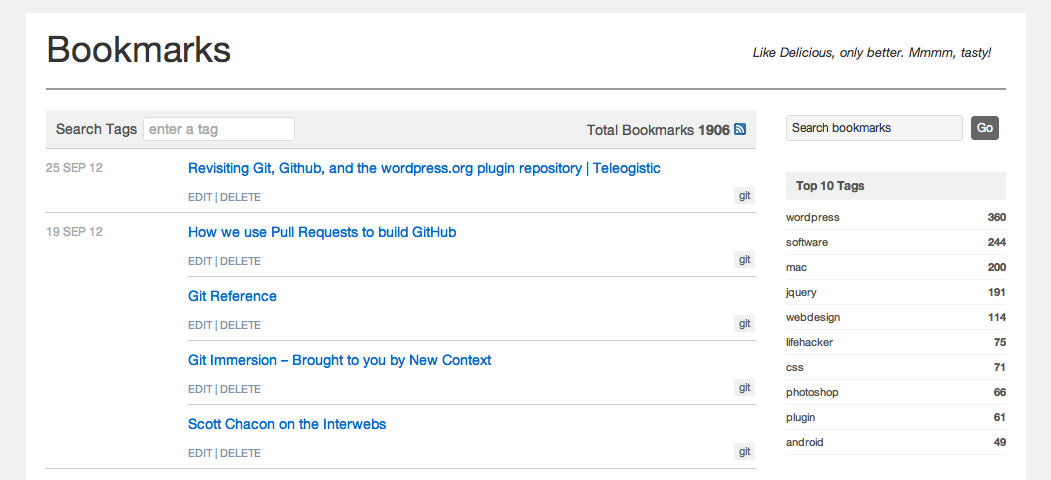 Bookmarks
Like Delicious, only better. Mmmm, tasty!
Search Tags enter a tag Total Bookmarks 1906
25 SEP 12 Revisiting Git, Github, and the wordpress.org plugin repository | Teleogistic
EDIT | DELETE git
19 SEP 12 How we use Pull Requests to build GitHub
EDIT | DELETE git
Git Reference
EDIT | DELETE git
Git Immersion – Brought to you by New Context
EDIT | DELETE git
Scott Chacon on the Interwebs
EDIT | DELETE git
Search bookmarks Go
Top 10 Tags
wordpress 360
software 244
mac 200
jquery 191
webdesign 114
lifehacker 75
css 71
photoshop 66
plugin 61
android 49